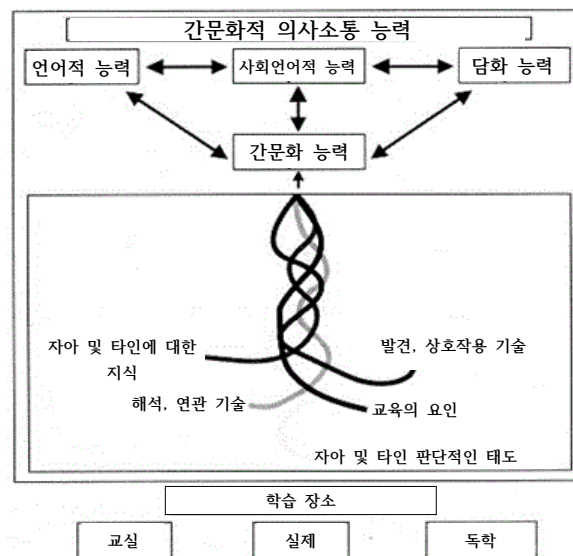 간문화적 의사소통 능력
언어적 능력
사회언어적 능력
담화 능력
간문화 능력
자아 및 타인에 대한
지식
발견, 상호작용 기술
해석, 연관 기술
교육의 요인
자아 및 타인 판단적인 태도
학습 장소
교실
실제
독학